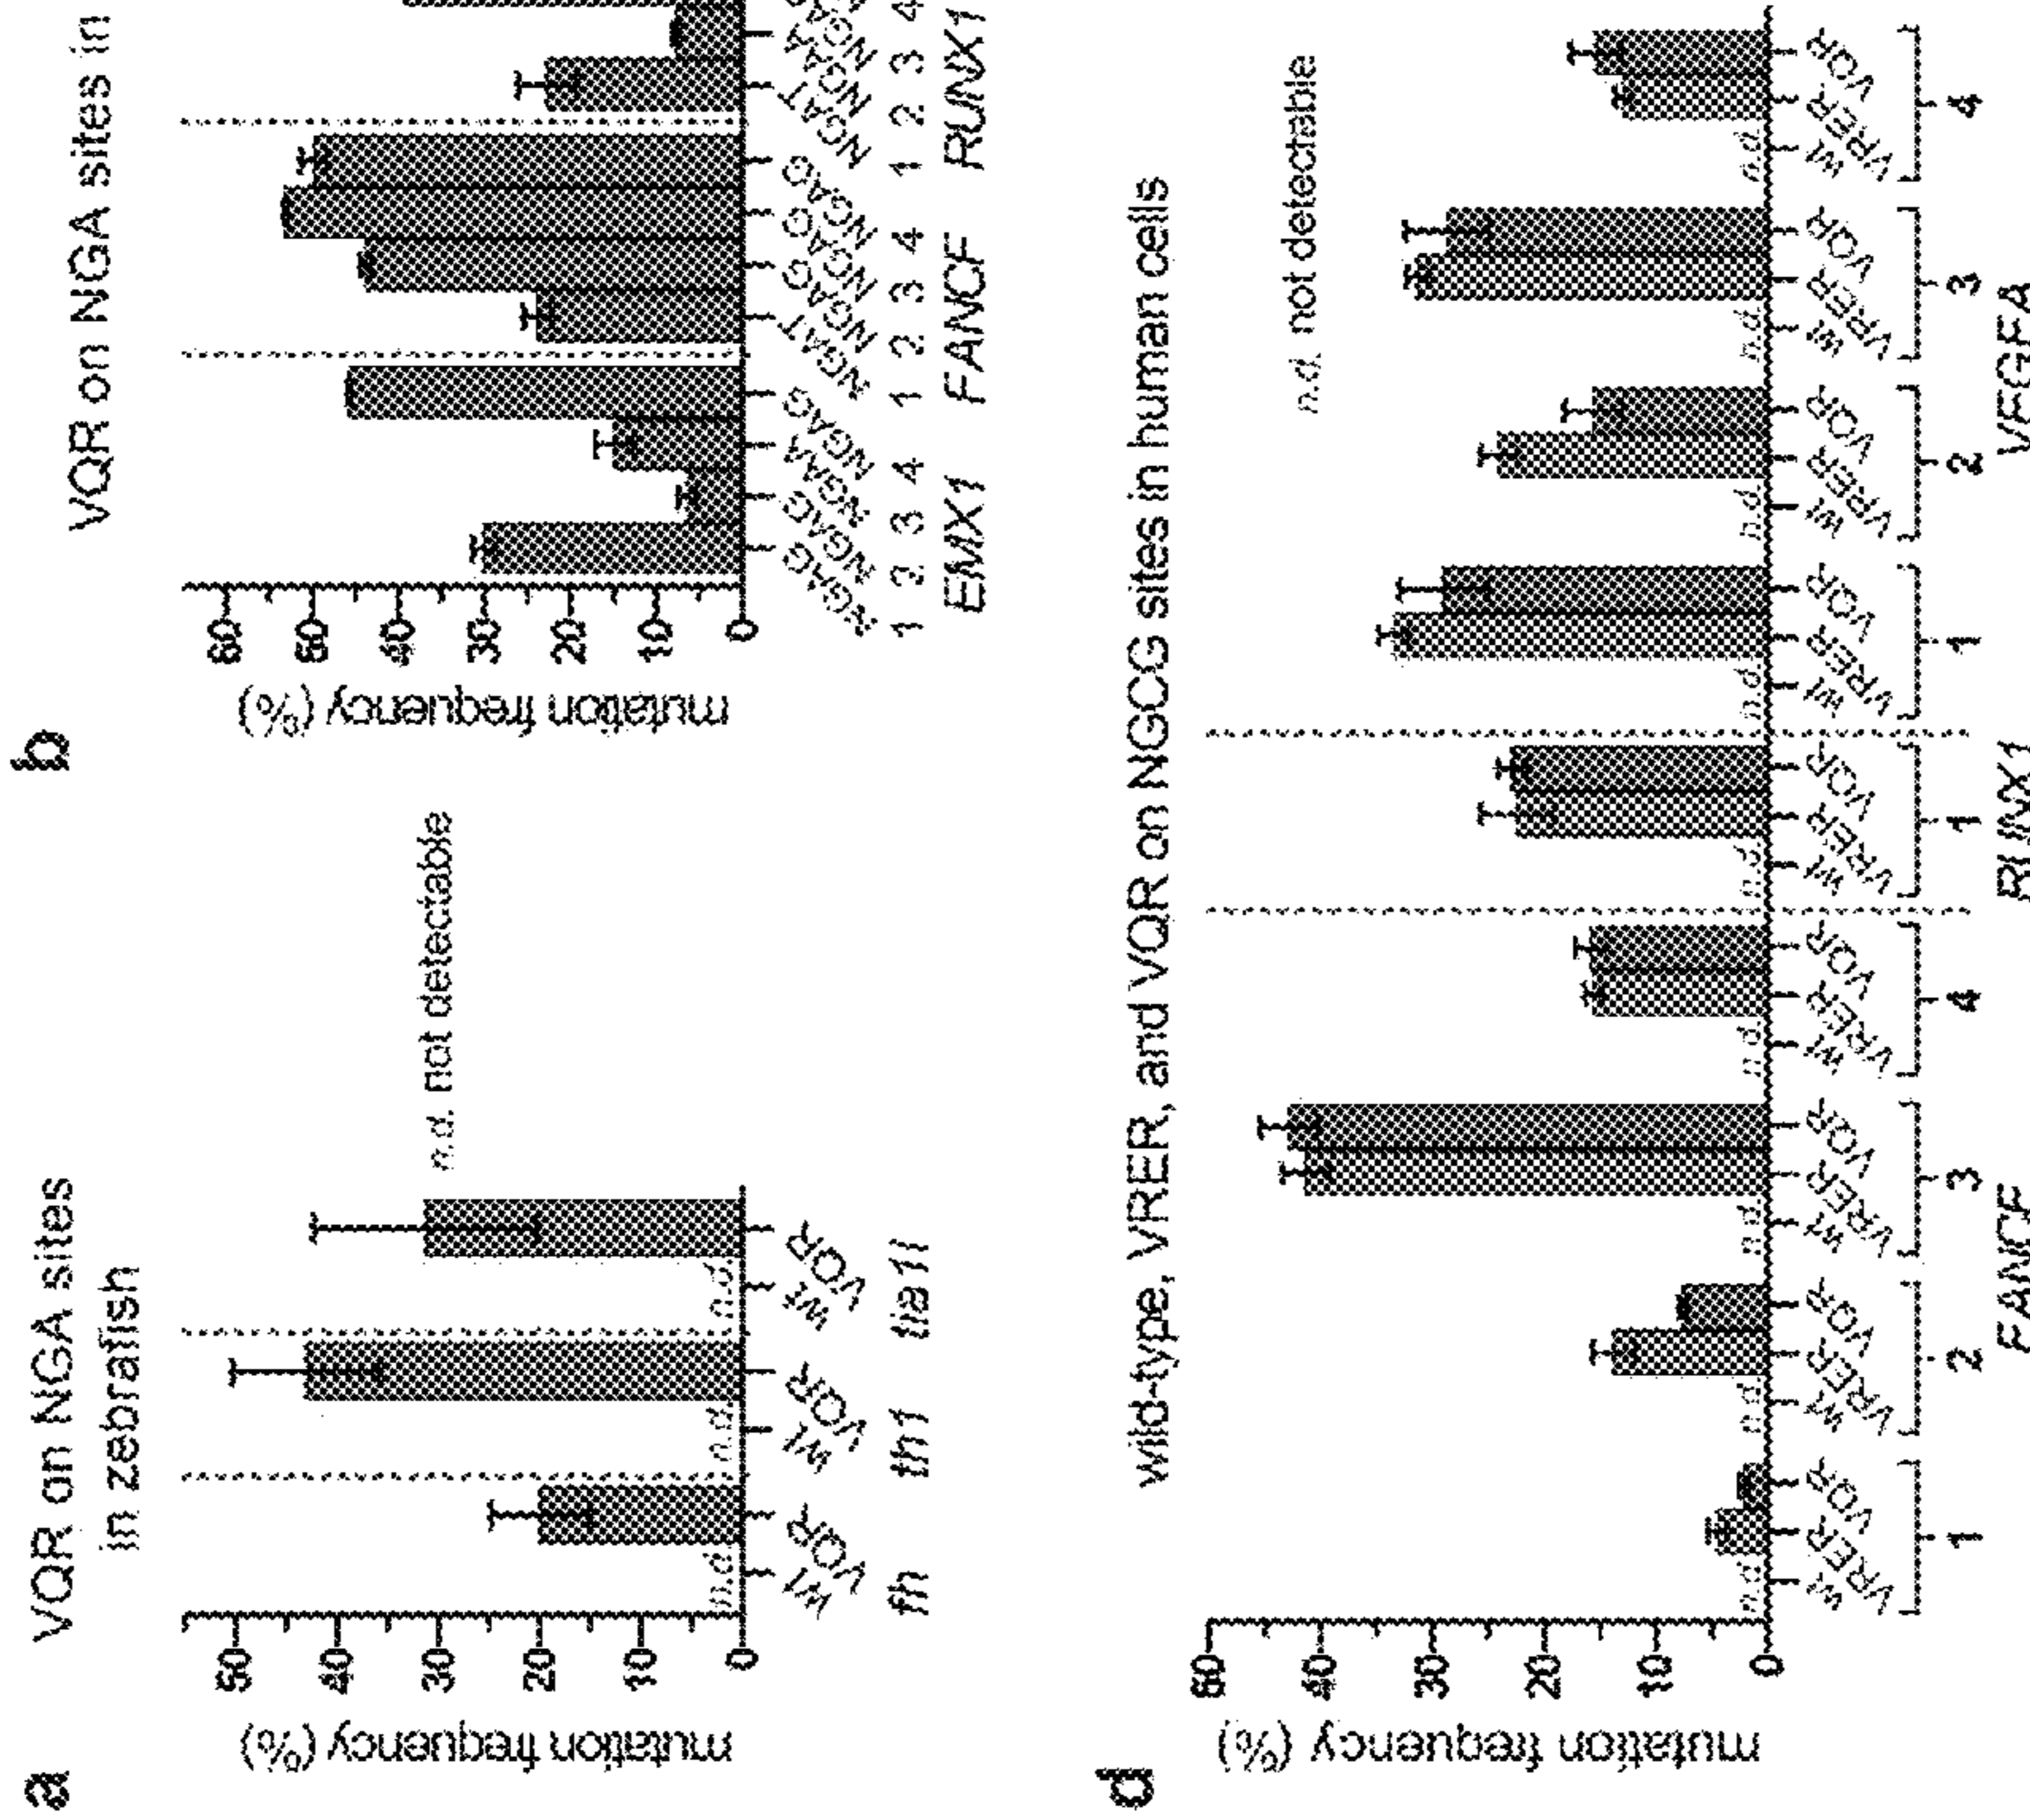 a
VQR on NGA sites
in zebrafish
mutation frequency (%)
50
40
30
20
10
0
n.d. not detectable
n.d.
n.d.
n.d.
wt
VQR
wt
VQR
wt
VQR
fh
th1
tia1l
b
VQR on NGA sites in
mutation frequency (%)
60
50
40
30
20
10
0
NGAG
NGAG
NGAA
NGAG
NGAT
NGAG
NGAG
NGAG
NGAT
NGAA
1 2 3 4
1 2 3 4
1 2 3 4
EMX1
FANCF
RUNX1
d
wild-type, VRER, and VQR on NGCG sites in human cells
mutation frequency (%)
50
40
30
20
10
0
n.d. not detectable
n.d.
n.d.
n.d.
n.d.
n.d.
n.d.
n.d.
n.d.
n.d.
wt VRER VQR
wt VRER VQR
wt VRER VQR
wt VRER VQR
wt VRER VQR
wt VRER VQR
wt VRER VQR
wt VRER VQR
wt VRER VQR
1 2 3 4
1
1 2 3 4
FANCF
RUNX1
VEGFA